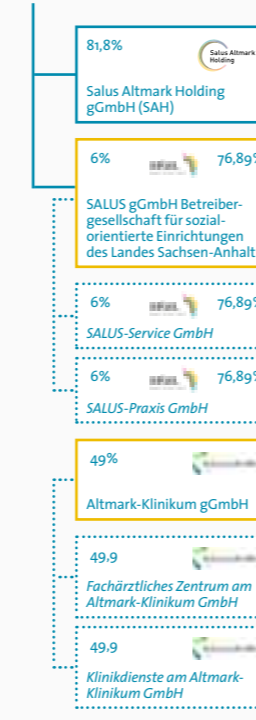 81,8%
Salus Altmark
Holding
Salus Altmark Holding
gGmbH (SAH)
6% 76,89%
SALUS gGmbH Betreiber-
gesellschaft für sozial-
orientierte Einrichtungen
des Landes Sachsen-Anhalt
6% 76,89%
SALUS-Service GmbH
6% 76,89%
SALUS-Praxis GmbH
49%
Altmark-Klinikum gGmbH
49,9
Fachärztliches Zentrum am
Altmark-Klinikum GmbH
49,9
Klinikdienste am Altmark-
Klinikum GmbH